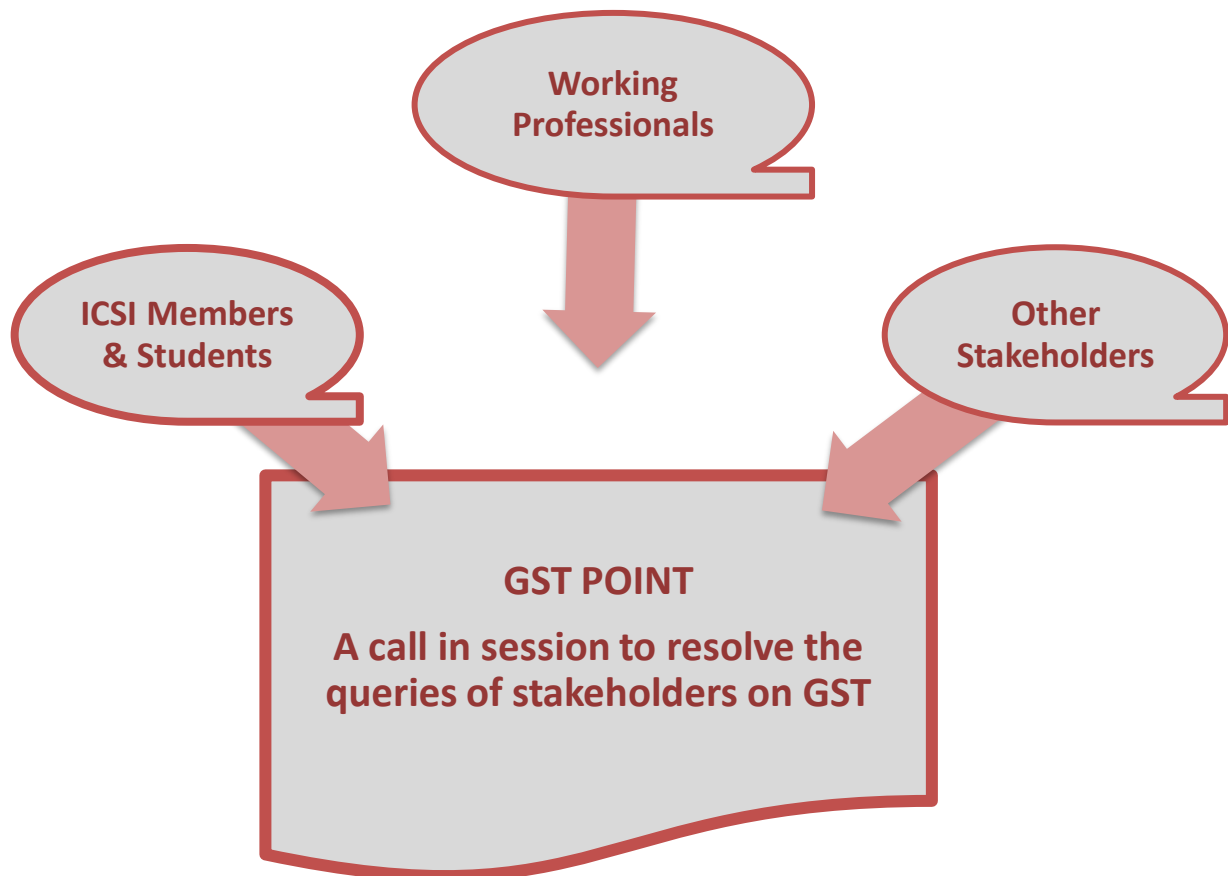 Working
Professionals
ICSI Members
& Students
Other
Stakeholders
GST POINT
A call in session to resolve the
queries of stakeholders on GST